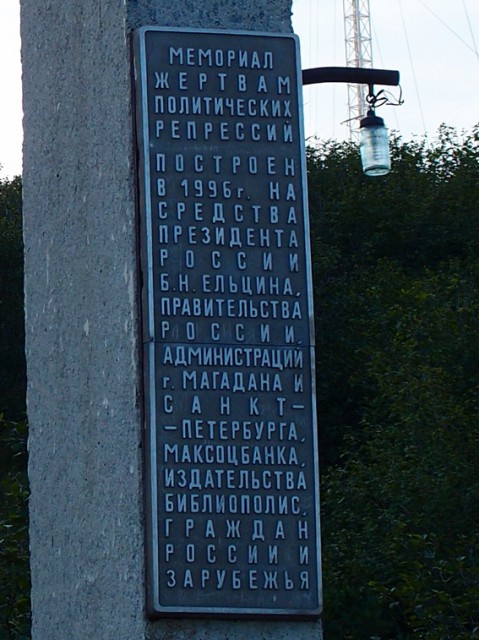 МЕМОРИАЛ
ЖЕРТВАМ
ПОЛИТИЧЕСКИХ
РЕПРЕССИЙ
ПОСТРОЕН
В 1996г. НА
СРЕДСТВА
ПРЕЗИДЕНТА
РОССИИ
Б.Н. ЕЛЬЦИНА,
ПРАВИТЕЛЬСТВА
РОССИИ,
АДМИНИСТРАЦИЙ
г. МАГАДАНА И
САНКТ-
-ПЕТЕРБУРГА,
МАКСОЦБАНКА,
ИЗДАТЕЛЬСТВА
БИБЛИОПОЛИС,
ГРАЖДАН
РОССИИ И
ЗАРУБЕЖЬЯ